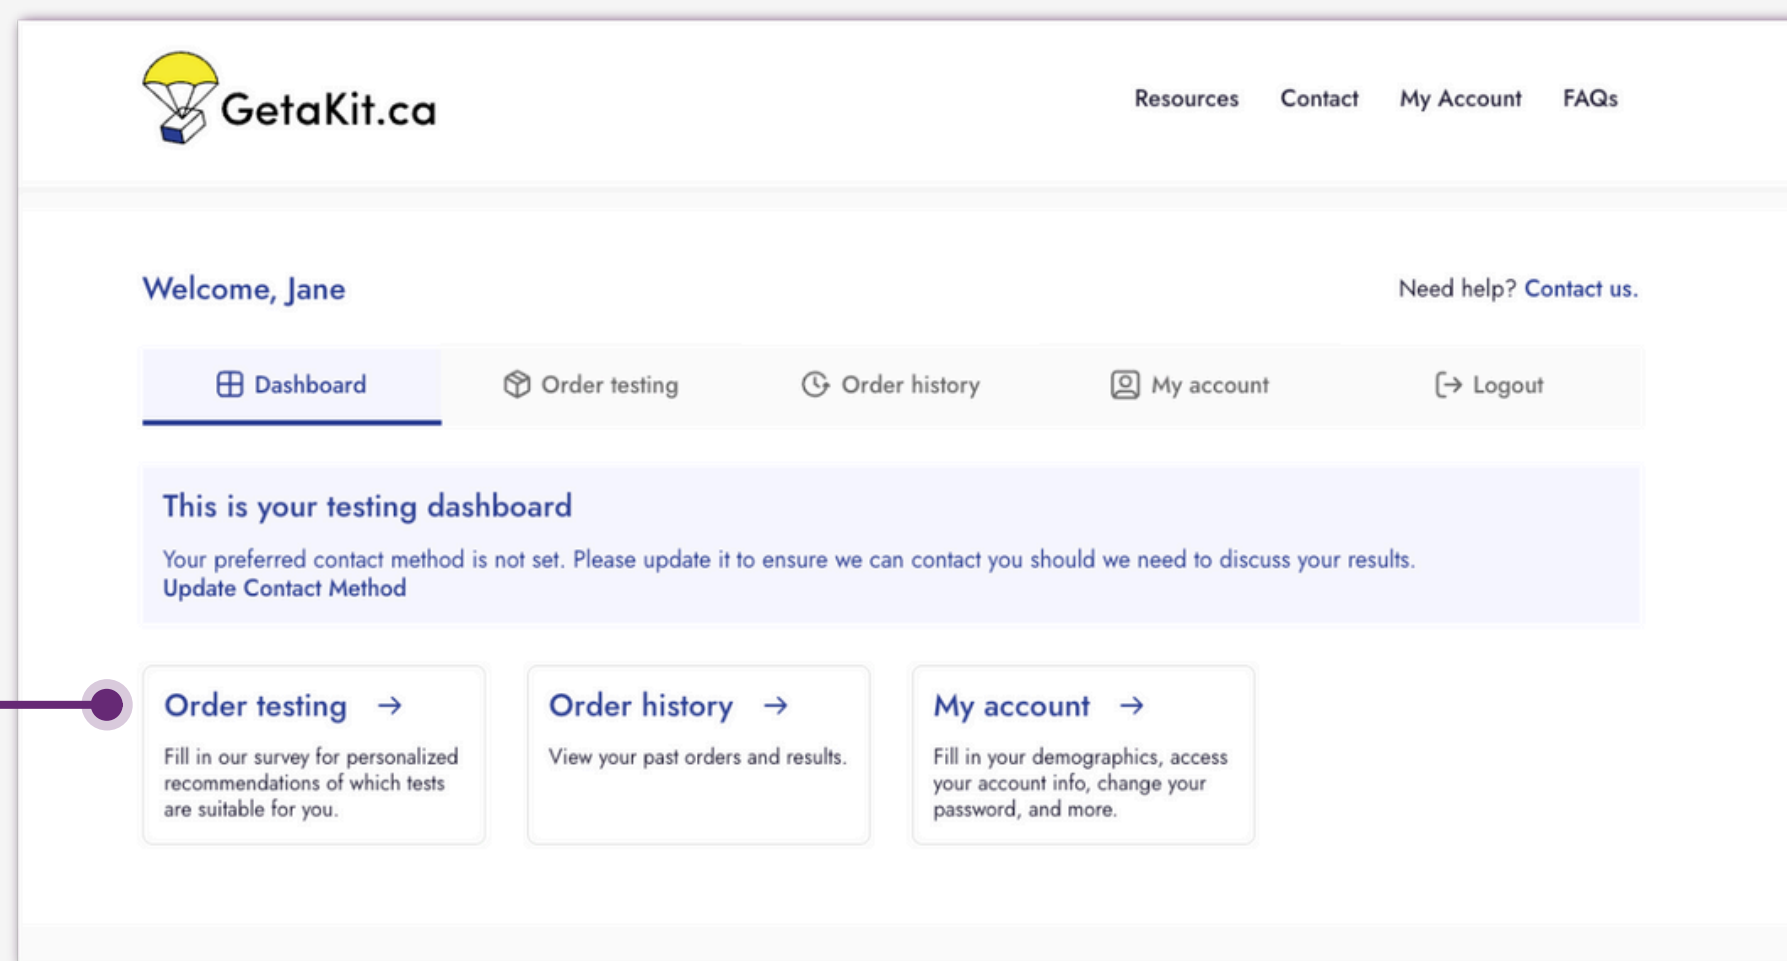 GetaKit.ca
Resources Contact My Account FAQs
Welcome, Jane
Need help? Contact us.
Dashboard Order testing Order history My account Logout
This is your testing dashboard
Your preferred contact method is not set. Please update it to ensure we can contact you should we need to discuss your results.
Update Contact Method
Order testing →
Fill in our survey for personalized
recommendations of which tests
are suitable for you.
Order history →
View your past orders and results.
My account →
Fill in your demographics, access
your account info, change your
password, and more.